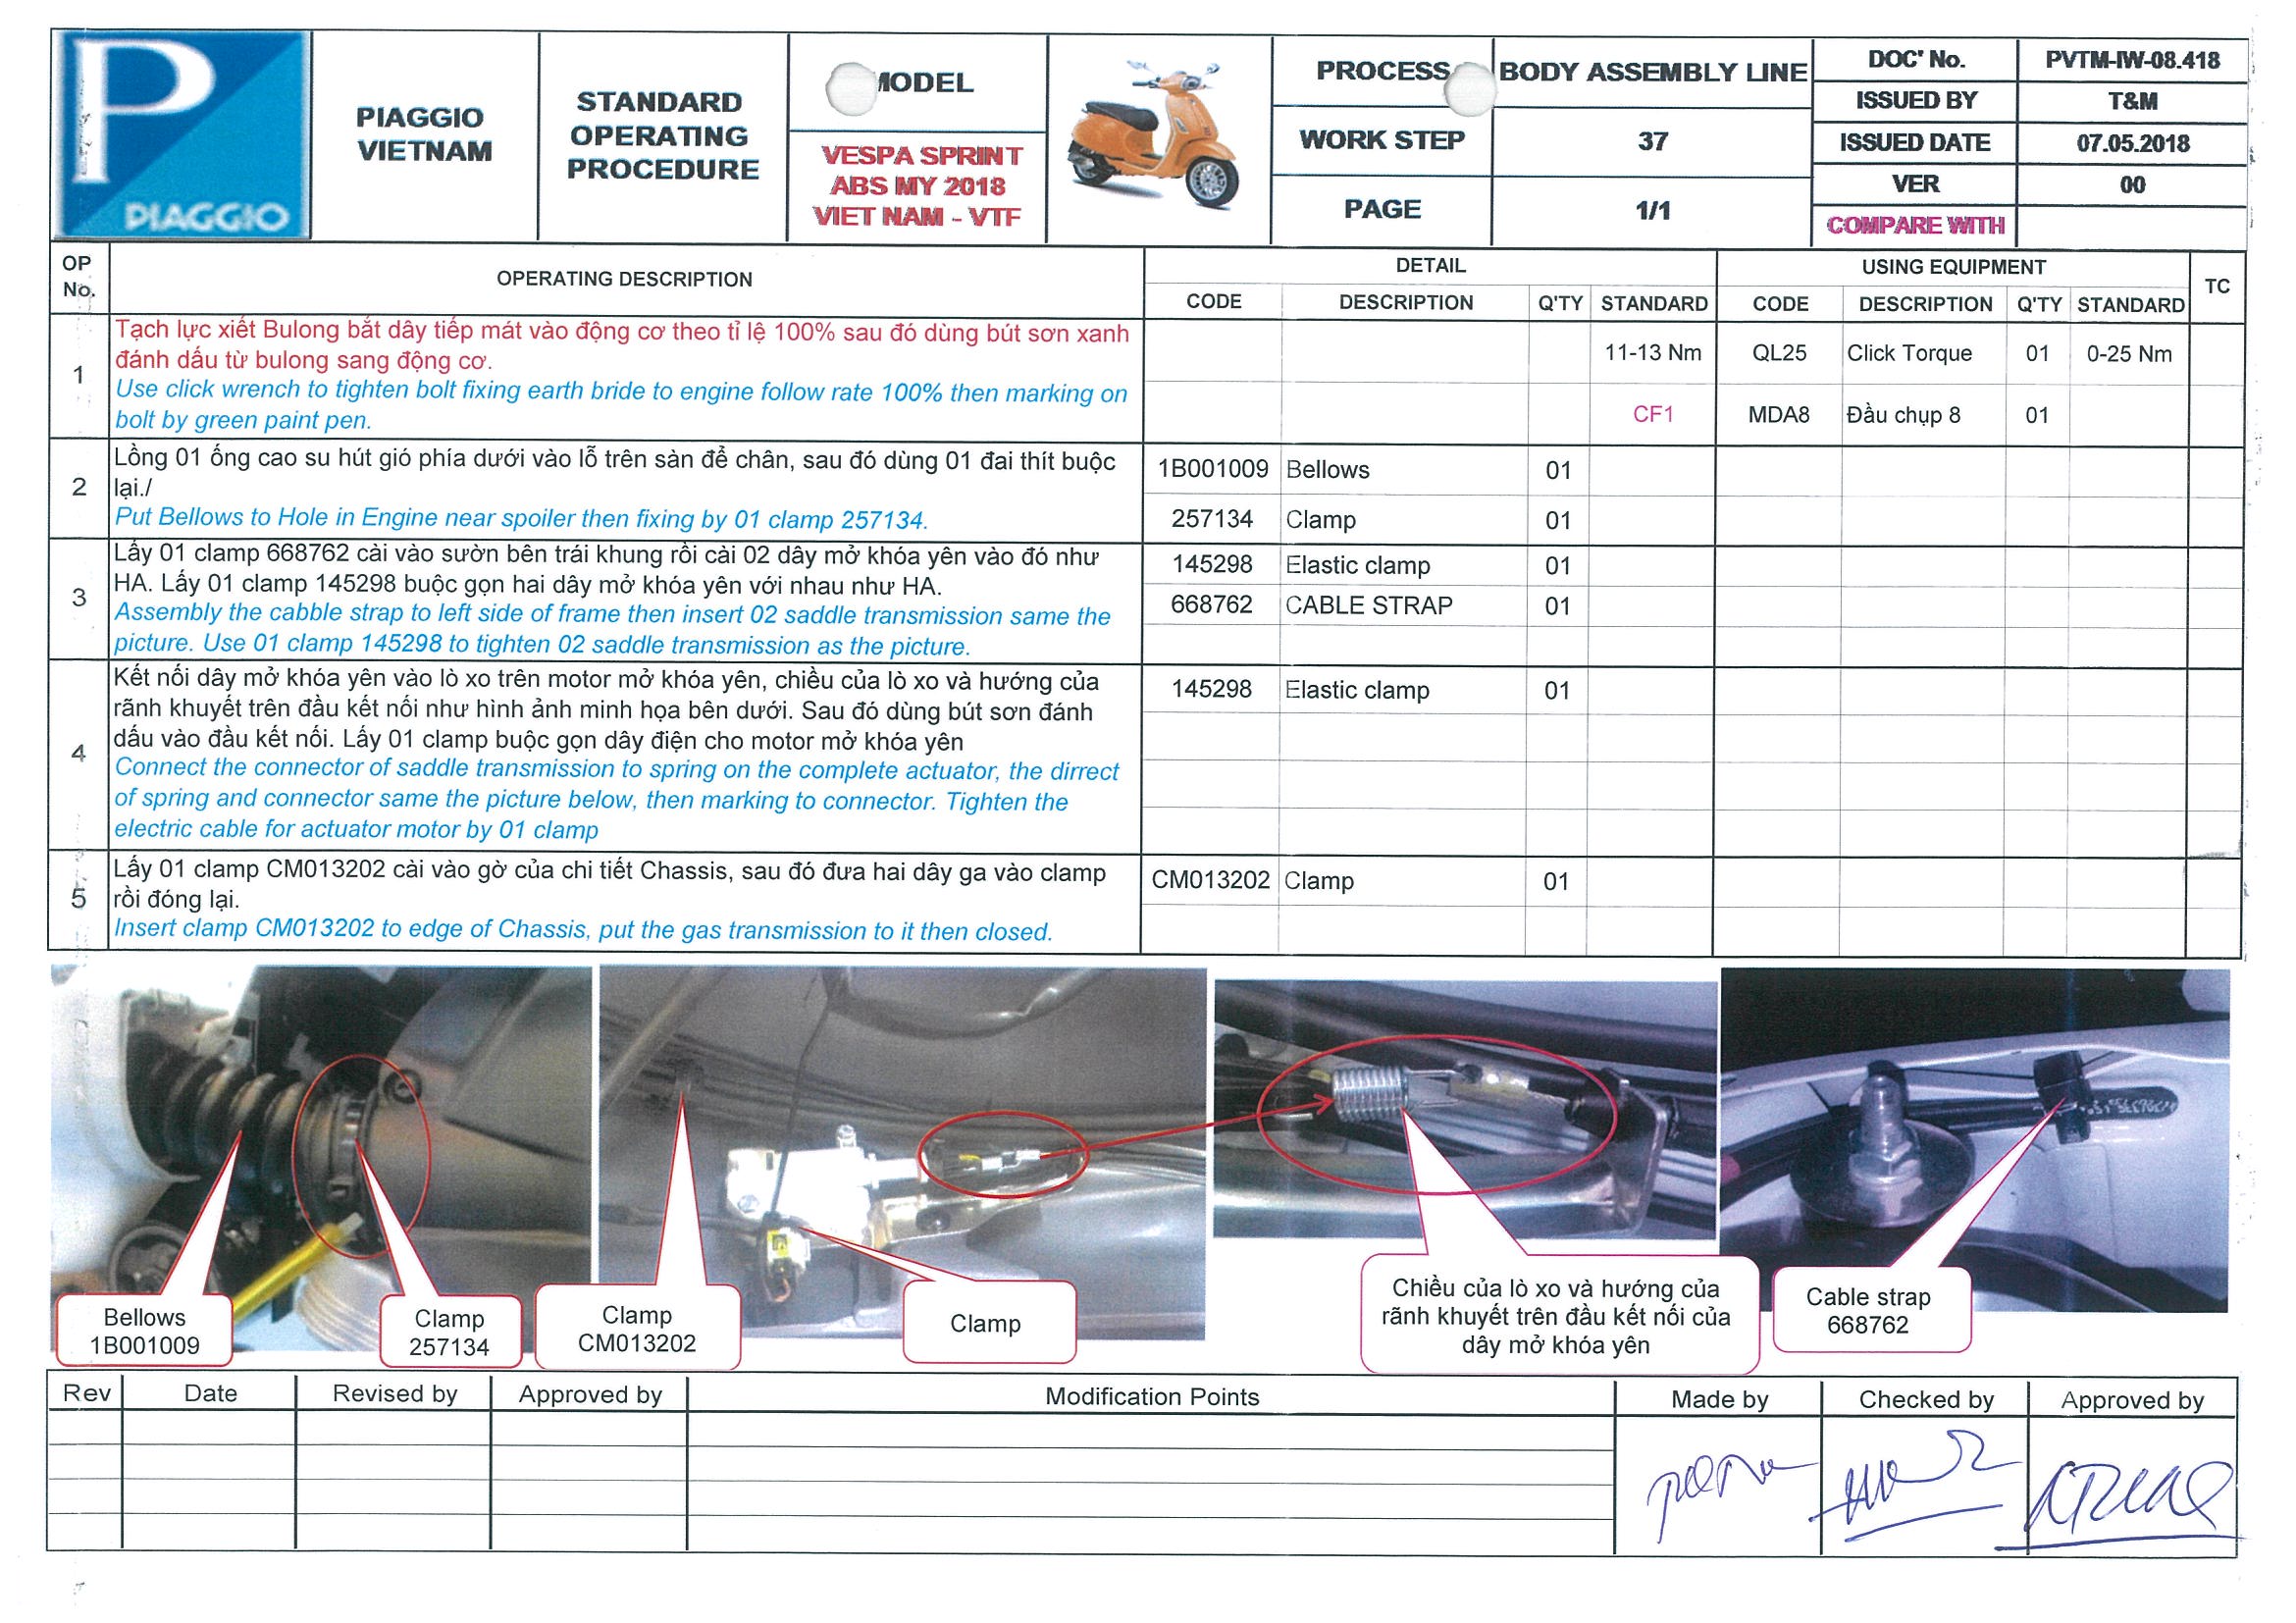 PIAGGIO
PIAGGIO
VIETNAM
STANDARD
OPERATING
PROCEDURE
MODEL
VESPA SPRINT
ABS MY 2018
VIET NAM - VTF
PROCESS
BODY ASSEMBLY LINE
WORK STEP
37
PAGE
1/1
DOC' No.
PVTM-IW-08.418
ISSUED BY
T&M
ISSUED DATE
07.05.2018
VER
00
COMPARE WITH
OP
No.
OPERATING DESCRIPTION
DETAIL
USING EQUIPMENT
TC
CODE
DESCRIPTION
Q'TY
STANDARD
CODE
DESCRIPTION
Q'TY
STANDARD
1
Tạch lực xiết Bulong bắt dây tiếp mát vào động cơ theo tỉ lệ 100% sau đó dùng bút sơn xanh
đánh dấu từ bulong sang động cơ.
Use click wrench to tighten bolt fixing earth bride to engine follow rate 100% then marking on
bolt by green paint pen.
11-13 Nm
QL25
Click Torque
01
0-25 Nm
CF1
MDA8
Đầu chụp 8
01
2
Lồng 01 ống cao su hút gió phía dưới vào lỗ trên sàn để chân, sau đó dùng 01 đai thít buộc
lại./
Put Bellows to Hole in Engine near spoiler then fixing by 01 clamp 257134.
1B001009
Bellows
01
257134
Clamp
01
3
Lấy 01 clamp 668762 cài vào sườn bên trái khung rồi cài 02 dây mở khóa yên vào đó như
HA. Lấy 01 clamp 145298 buộc gọn hai dây mở khóa yên với nhau như HA.
Assembly the cabble strap to left side of frame then insert 02 saddle transmission same the
picture. Use 01 clamp 145298 to tighten 02 saddle transmission as the picture.
145298
Elastic clamp
01
668762
CABLE STRAP
01
4
Kết nối dây mở khóa yên vào lò xo trên motor mở khóa yên, chiều của lò xo và hướng của
rãnh khuyết trên đầu kết nối như hình ảnh minh họa bên dưới. Sau đó dùng bút sơn đánh
dấu vào đầu kết nối. Lấy 01 clamp buộc gọn dây điện cho motor mở khóa yên
Connect the connector of saddle transmission to spring on the complete actuator, the dirrect
of spring and connector same the picture below, then marking to connector. Tighten the
electric cable for actuator motor by 01 clamp
145298
Elastic clamp
01
5
Lấy 01 clamp CM013202 cài vào gờ của chi tiết Chassis, sau đó đưa hai dây ga vào clamp
rồi đóng lại.
Insert clamp CM013202 to edge of Chassis, put the gas transmission to it then closed.
CM013202
Clamp
01
Bellows
1B001009
Clamp
257134
Clamp
CM013202
Clamp
Chiều của lò xo và hướng của
rãnh khuyết trên đầu kết nối của
dây mở khóa yên
Cable strap
668762
Rev
Date
Revised by
Approved by
Modification Points
Made by
Checked by
Approved by